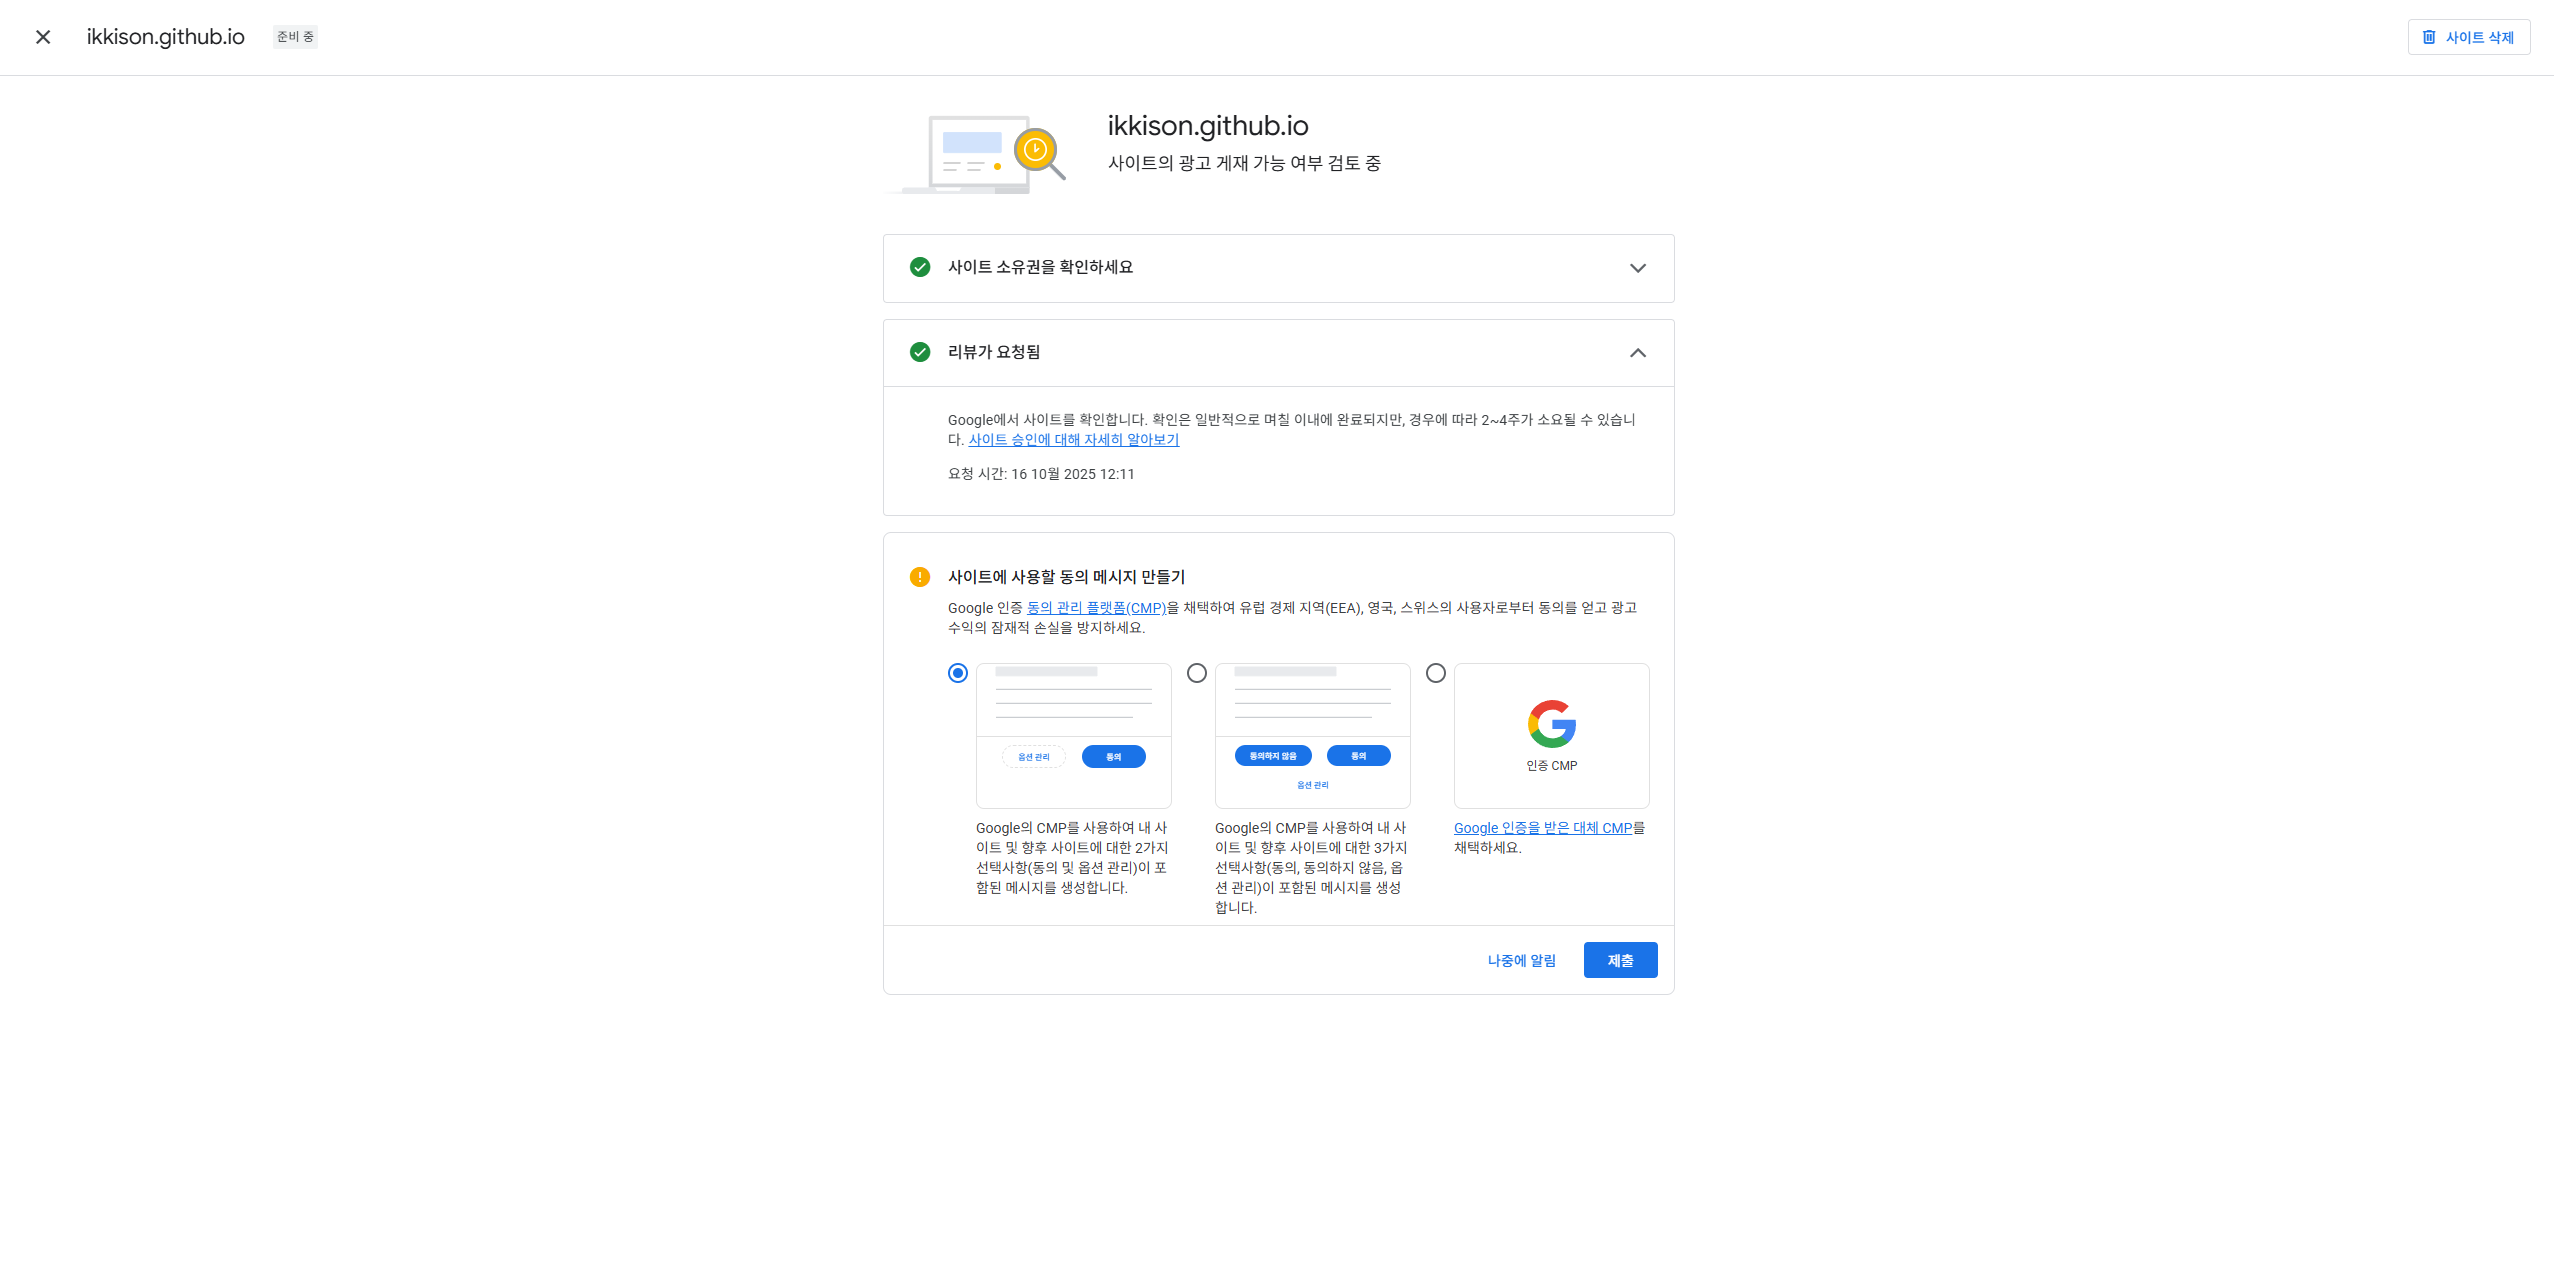 ikkison.github.io
준비 중
사이트 삭제
ikkison.github.io
사이트의 광고 게재 가능 여부 검토 중
사이트 소유권을 확인하세요
리뷰가 요청됨
Google에서 사이트를 확인합니다. 확인은 일반적으로 며칠 이내에 완료되지만, 경우에 따라 2~4주가 소요될 수 있습니
다. 사이트 승인에 대해 자세히 알아보기
요청 시간: 16 10월 2025 12:11
사이트에 사용할 동의 메시지 만들기
Google 인증 동의 관리 플랫폼(CMP)을 채택하여 유럽 경제 지역(EEA), 영국, 스위스의 사용자로부터 동의를 얻고 광고
수익의 잠재적 손실을 방지하세요.
옵션 관리
동의
Google의 CMP를 사용하여 내 사
이트 및 향후 사이트에 대한 2가지
선택사항(동의 및 옵션 관리)이 포
함된 메시지를 생성합니다.
동의하지 않음
동의
옵션 관리
Google의 CMP를 사용하여 내 사
이트 및 향후 사이트에 대한 3가지
선택사항(동의, 동의하지 않음, 옵
션 관리)이 포함된 메시지를 생성
합니다.
인증 CMP
Google 인증을 받은 대체 CMP를
채택하세요.
나중에 알림
제출